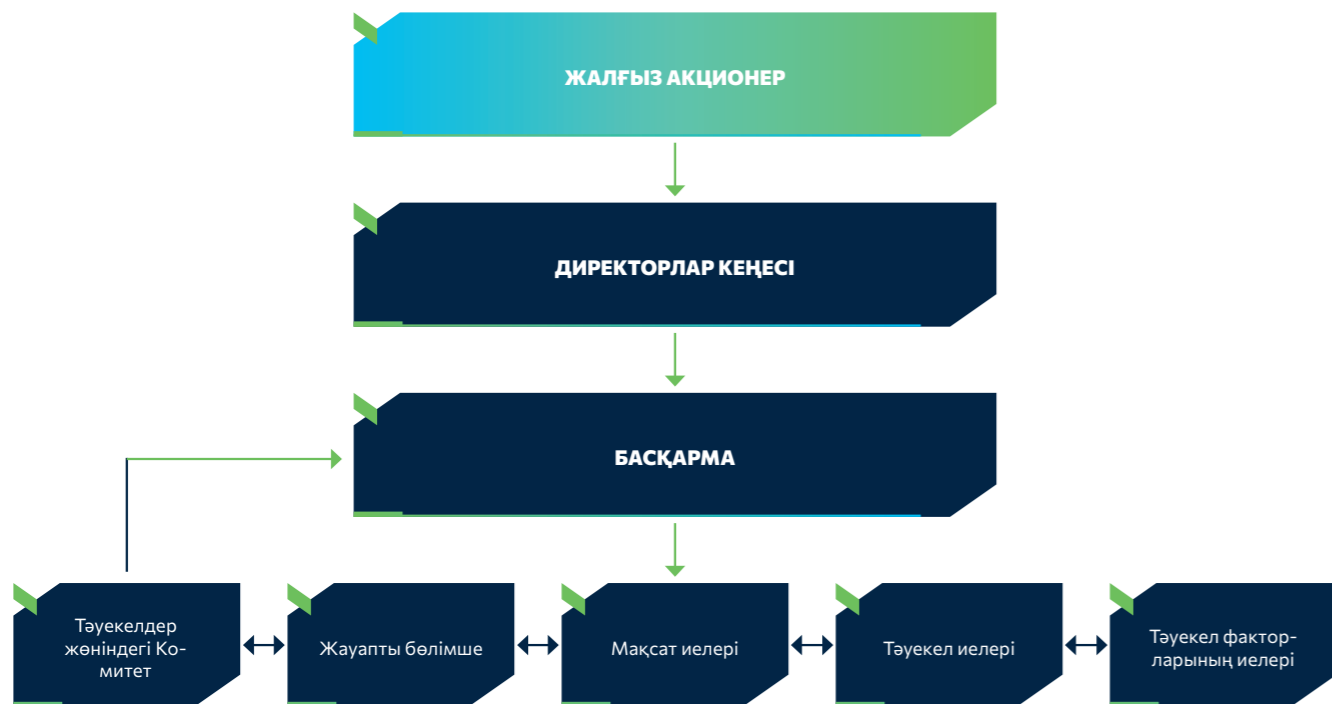 ЖАЛҒЫЗ АКЦИОНЕР
ДИРЕКТОРЛАР КЕҢЕСІ
БАСҚАРМА
Тәуекелдер
жөніндегі Ко-
митет
Жауапты бөлімше
Мақсат иелері
Тәуекел иелері
Тәуекел фактор-
ларының иелері